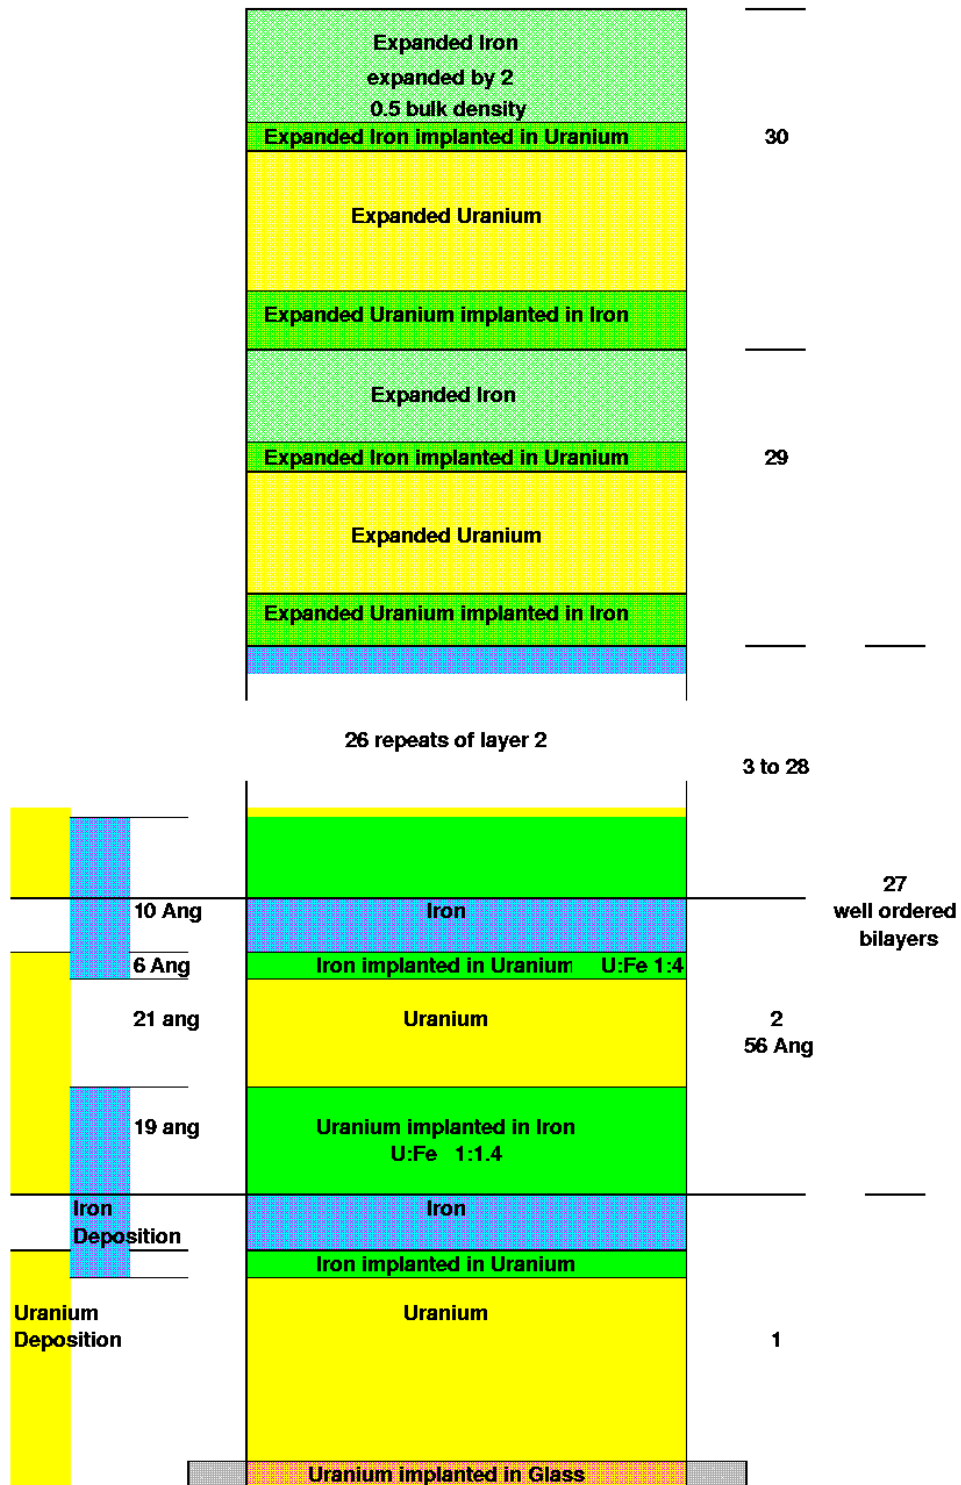 Expanded Iron
expanded by 2
0.5 bulk density
Expanded Iron implanted in Uranium
30
Expanded Uranium
Expanded Uranium implanted in Iron
Expanded Iron
Expanded Iron implanted in Uranium
29
Expanded Uranium
Expanded Uranium implanted in Iron
26 repeats of layer 2
3 to 28
27
well ordered
bilayers
10 Ang
Iron
6 Ang
Iron implanted in Uranium U:Fe 1:4
21 ang
Uranium
2
56 Ang
19 ang
Uranium implanted in Iron
U:Fe 1:1.4
Iron
Deposition
Iron
Iron implanted in Uranium
Uranium
Deposition
Uranium
1
Uranium implanted in Glass